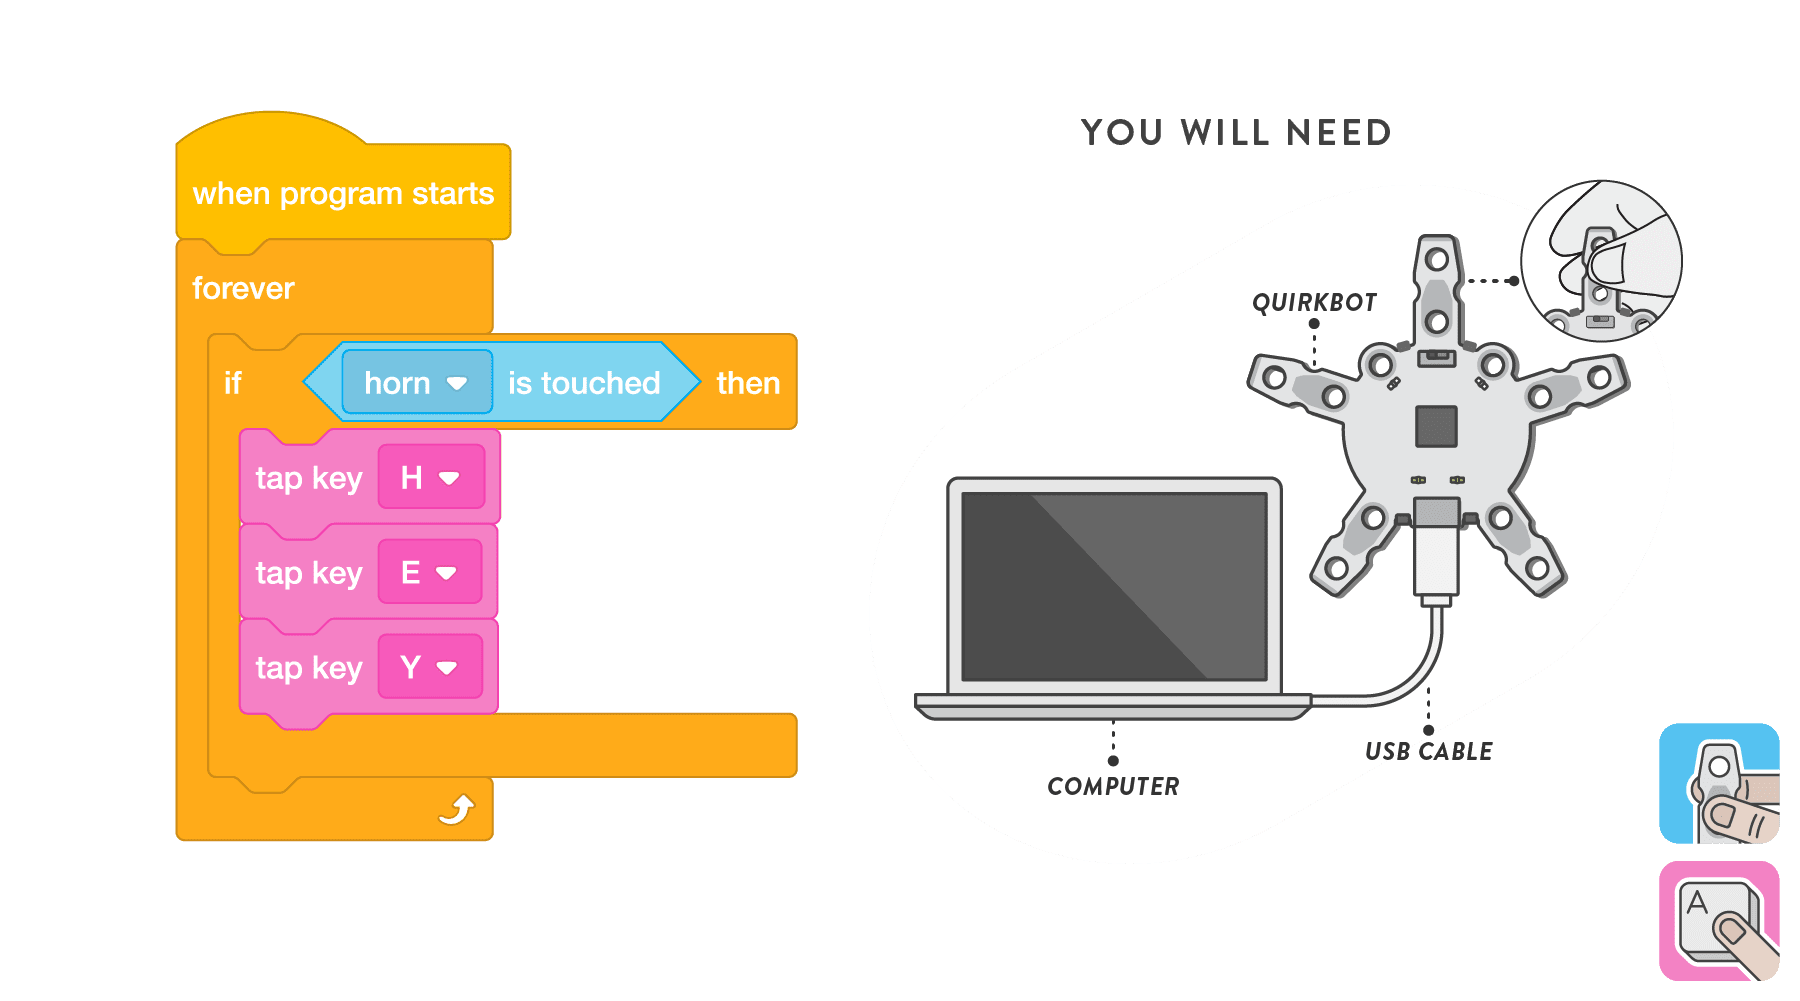 when program starts
forever
if horn is touched then
tap key H
tap key E
tap key Y
YOU WILL NEED
QUIRKBOT
USB CABLE
COMPUTER
A